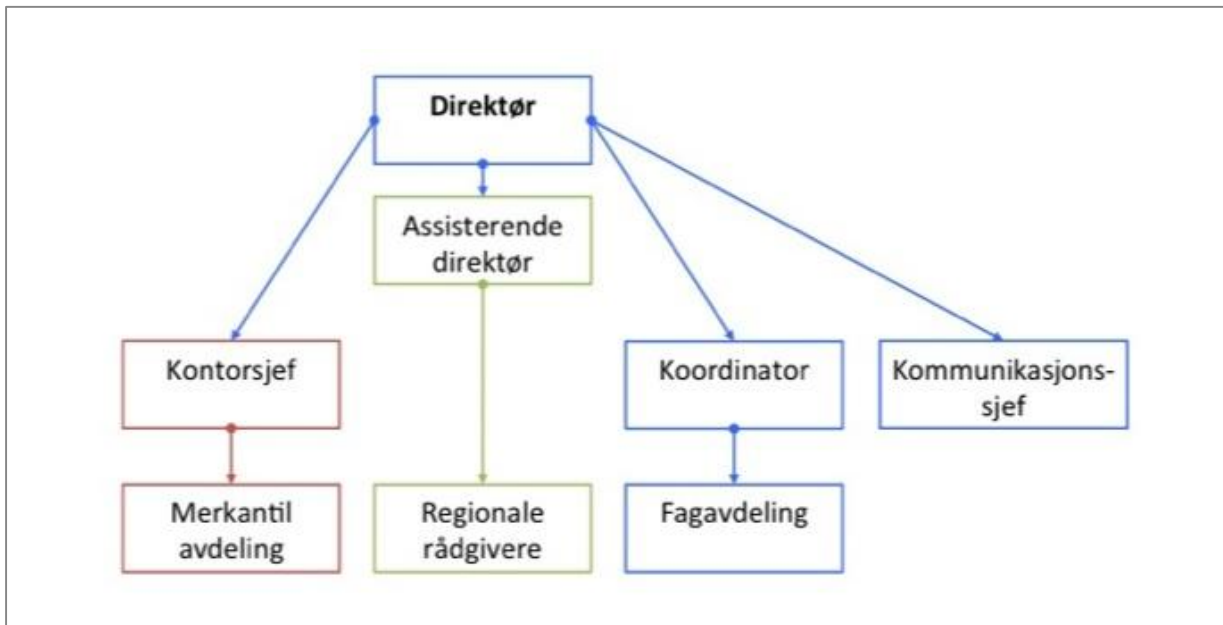 Direktør
Assisterende
direktør
Kontorsjef
Koordinator
Kommunikasjons-
sjef
Merkantil
avdeling
Regionale
rådgivere
Fagavdeling